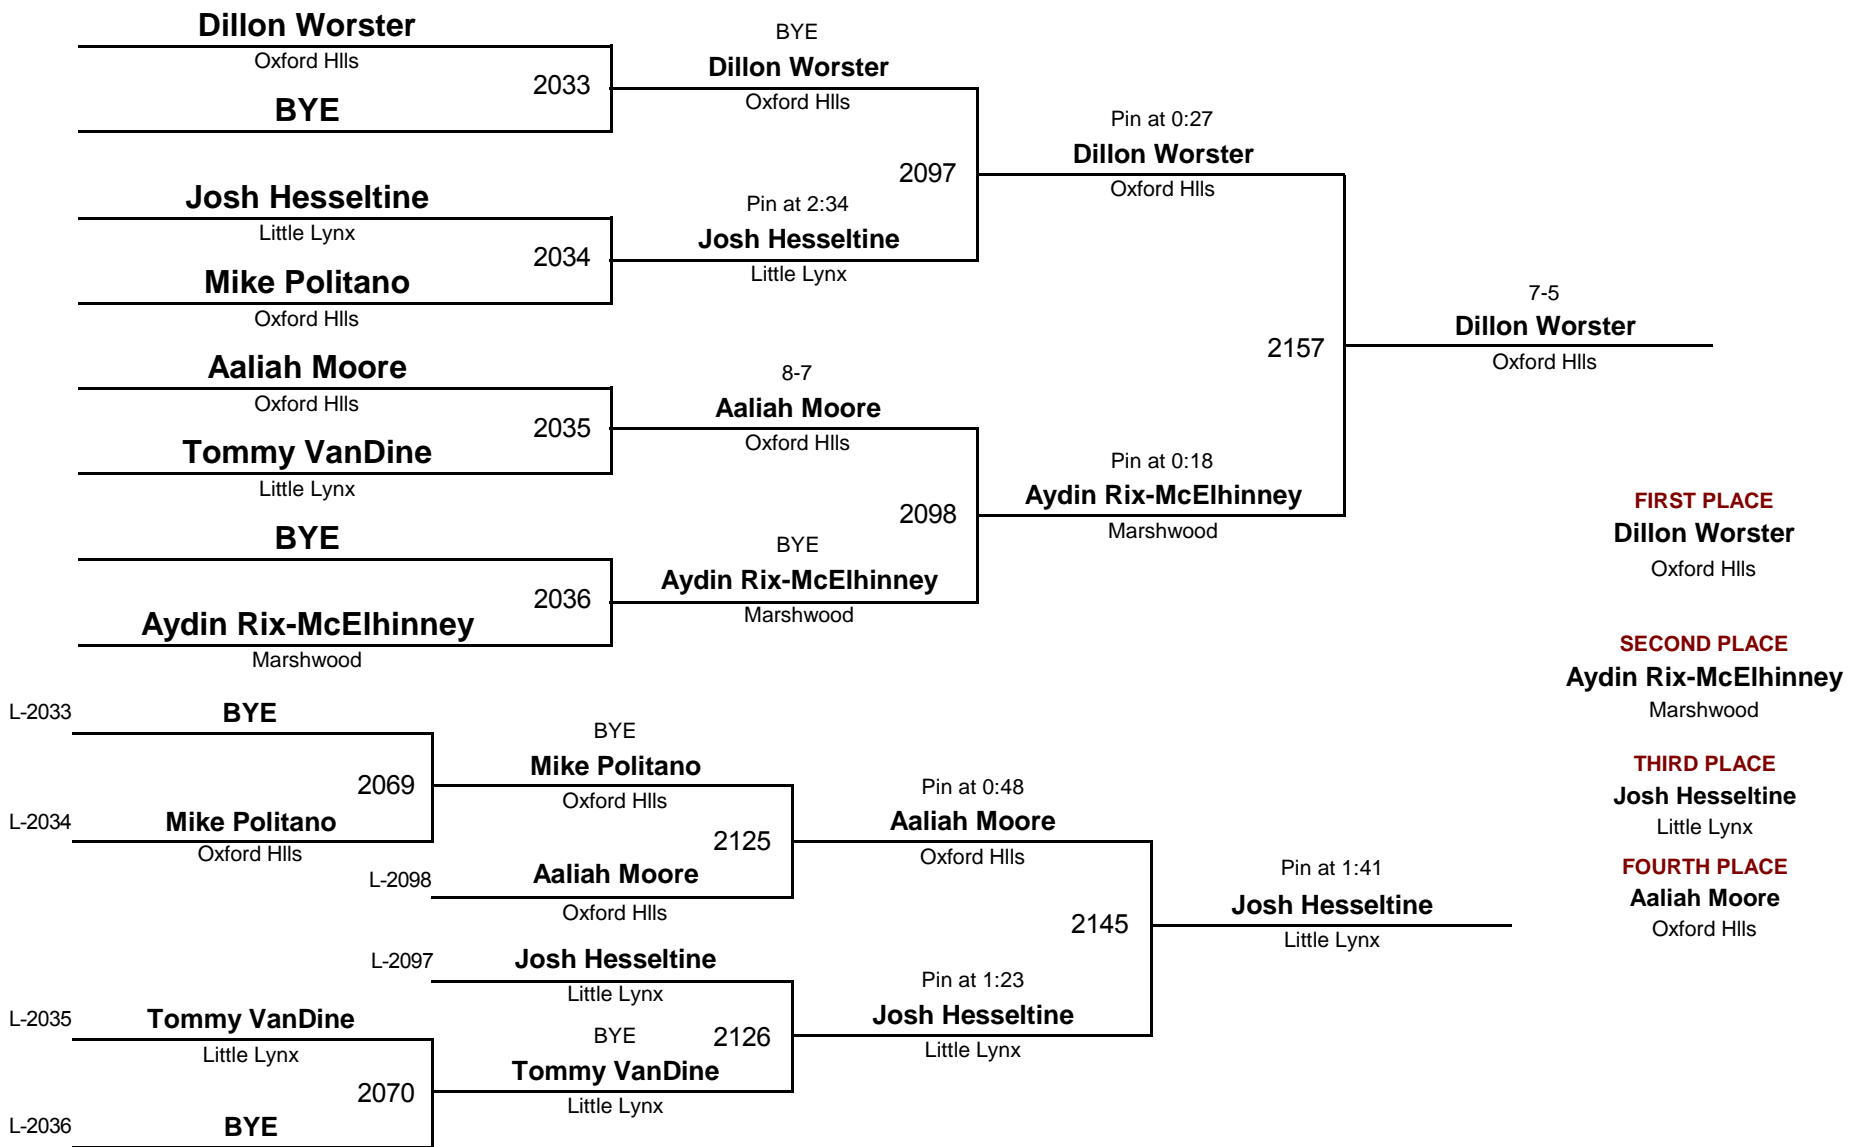 Dillon Worster
Oxford Hlls
2033
BYE
BYE
Dillon Worster
Oxford Hlls
Josh Hesseltine
Little Lynx
2034
Mike Politano
Oxford Hlls
Pin at 2:34
Josh Hesseltine
Little Lynx
2097
Pin at 0:27
Dillon Worster
Oxford Hlls
Aaliah Moore
Oxford Hlls
2035
Tommy VanDine
Little Lynx
8-7
Aaliah Moore
Oxford Hlls
BYE
2036
Aydin Rix-McElhinney
Marshwood
BYE
Aydin Rix-McElhinney
Marshwood
2098
Pin at 0:18
Aydin Rix-McElhinney
Marshwood
2157
7-5
Dillon Worster
Oxford Hlls
FIRST PLACE
Dillon Worster
Oxford Hlls
SECOND PLACE
Aydin Rix-McElhinney
Marshwood
THIRD PLACE
Josh Hesseltine
Little Lynx
FOURTH PLACE
Aaliah Moore
Oxford Hlls
L-2033
BYE
2069
L-2034
Mike Politano
Oxford Hlls
BYE
Mike Politano
Oxford Hlls
2125
L-2098
Aaliah Moore
Oxford Hlls
Pin at 0:48
Aaliah Moore
Oxford Hlls
L-2097
Josh Hesseltine
Little Lynx
2126
L-2035
Tommy VanDine
Little Lynx
2070
L-2036
BYE
BYE
Tommy VanDine
Little Lynx
Pin at 1:23
Josh Hesseltine
Little Lynx
2145
Pin at 1:41
Josh Hesseltine
Little Lynx